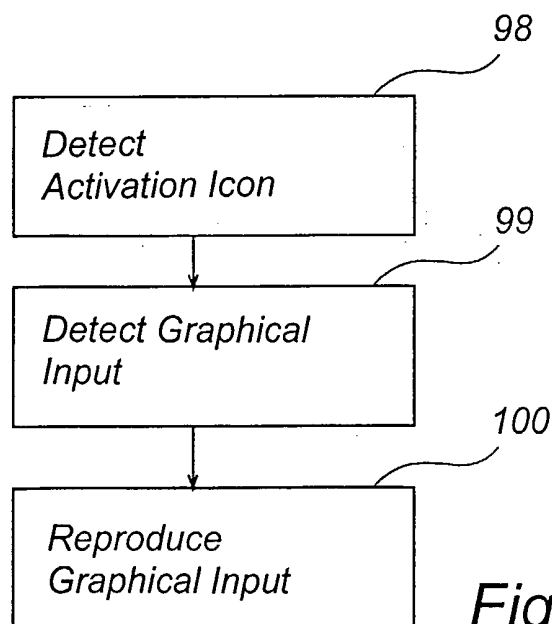 98
Detect
Activation Icon
99
Detect Graphical
Input
100
Reproduce
Graphical Input
Fig